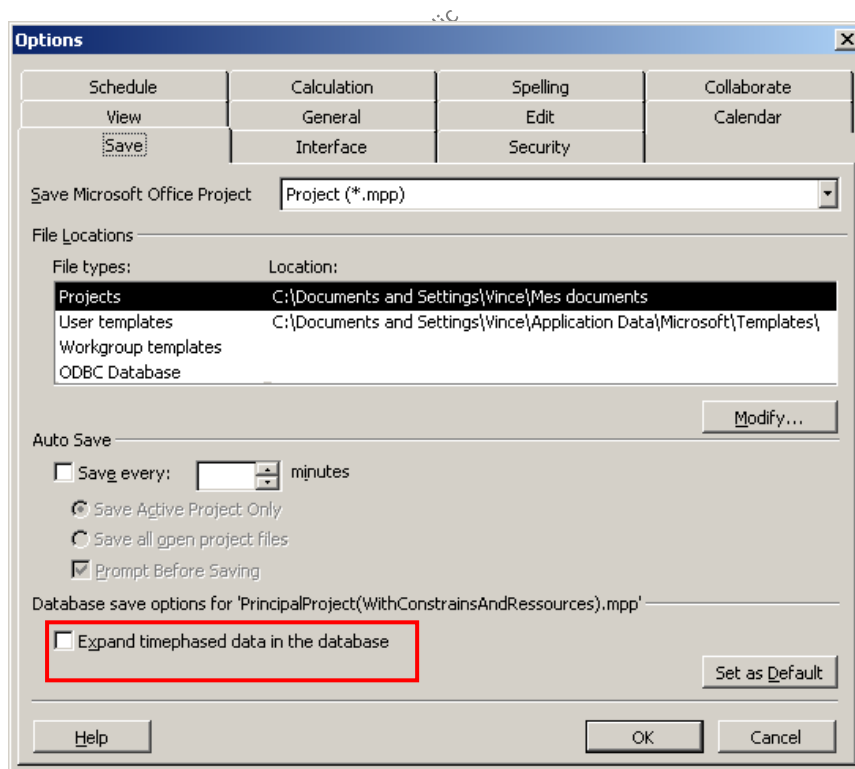 Options
Schedule Calculation Spelling Collaborate
View General Edit Calendar
Save Interface Security
Save Microsoft Office Project Project (*.mpp)
File Locations
File types: Location:
Projects C:\Documents and Settings\Vince\Mes documents
User templates C:\Documents and Settings\Vince\Application Data\Microsoft\Templates\
Workgroup templates
ODBC Database
Modify...
Auto Save
Save every: minutes
Save Active Project Only
Save all open project files
Prompt Before Saving
Database save options for 'PrincipalProject(WithConstrainsAndRessources).mpp'
Expand timephased data in the database
Set as Default
Help OK Cancel